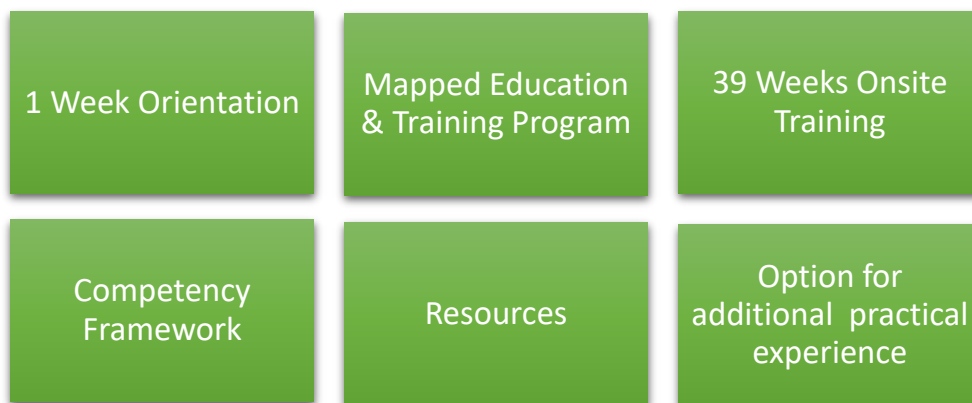 1 Week Orientation
Mapped Education
& Training Program
39 Weeks Onsite
Training
Competency
Framework
Resources
Option for
additional  practical
experience